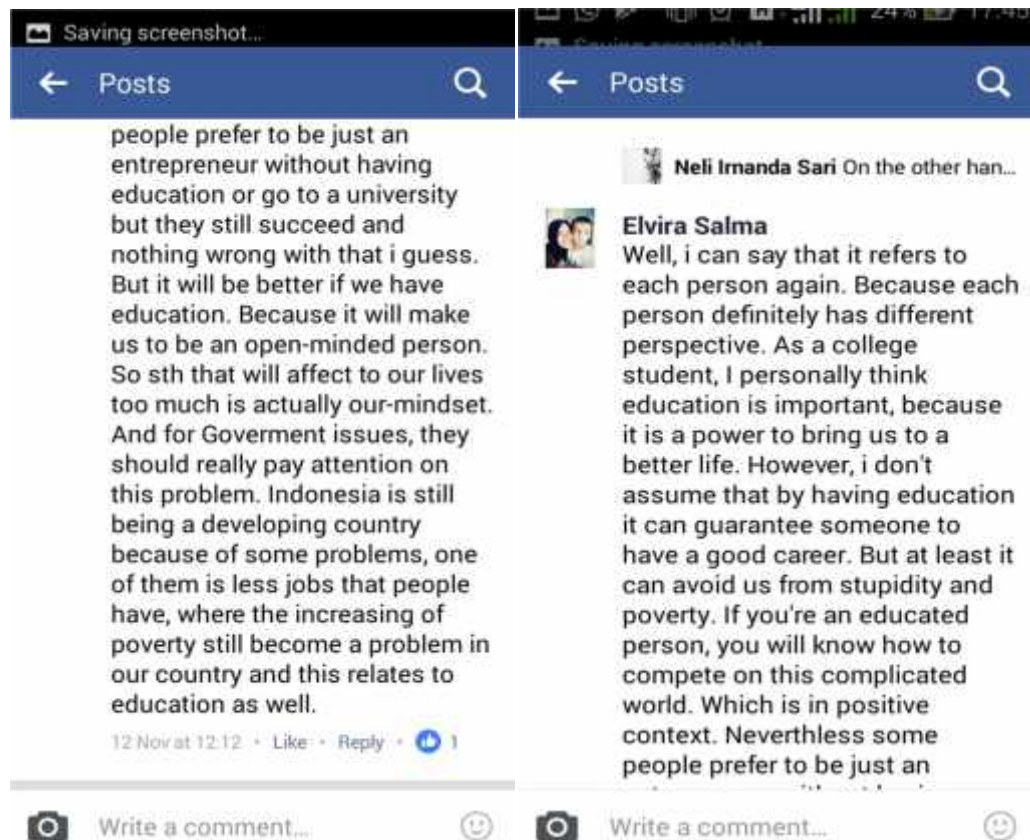 Saving screenshot...
Posts
people prefer to be just an
entrepreneur without having
education or go to a university
but they still succeed and
nothing wrong with that i guess.
But it will be better if we have
education. Because it will make
us to be an open-minded person.
So sth that will affect to our lives
too much is actually our-mindset.
And for Goverment issues, they
should really pay attention on
this problem. Indonesia is still
being a developing country
because of some problems, one
of them is less jobs that people
have, where the increasing of
poverty still become a problem in
our country and this relates to
education as well.
12 Nov at 12:12 • Like • Reply • 1
Write a comment...
24% 17:46
Saving screenshot
Posts
Neli Irnanda Sari On the other han...
Elvira Salma
Well, i can say that it refers to
each person again. Because each
person definitely has different
perspective. As a college
student, I personally think
education is important, because
it is a power to bring us to a
better life. However, i don't
assume that by having education
it can guarantee someone to
have a good career. But at least it
can avoid us from stupidity and
poverty. If you're an educated
person, you will know how to
compete on this complicated
world. Which is in positive
context. Neverthless some
people prefer to be just an
Write a comment...